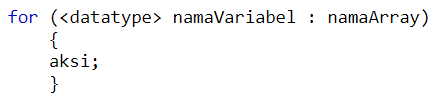 for (<datatype> namaVariabel : namaArray)
{
aksi;
}